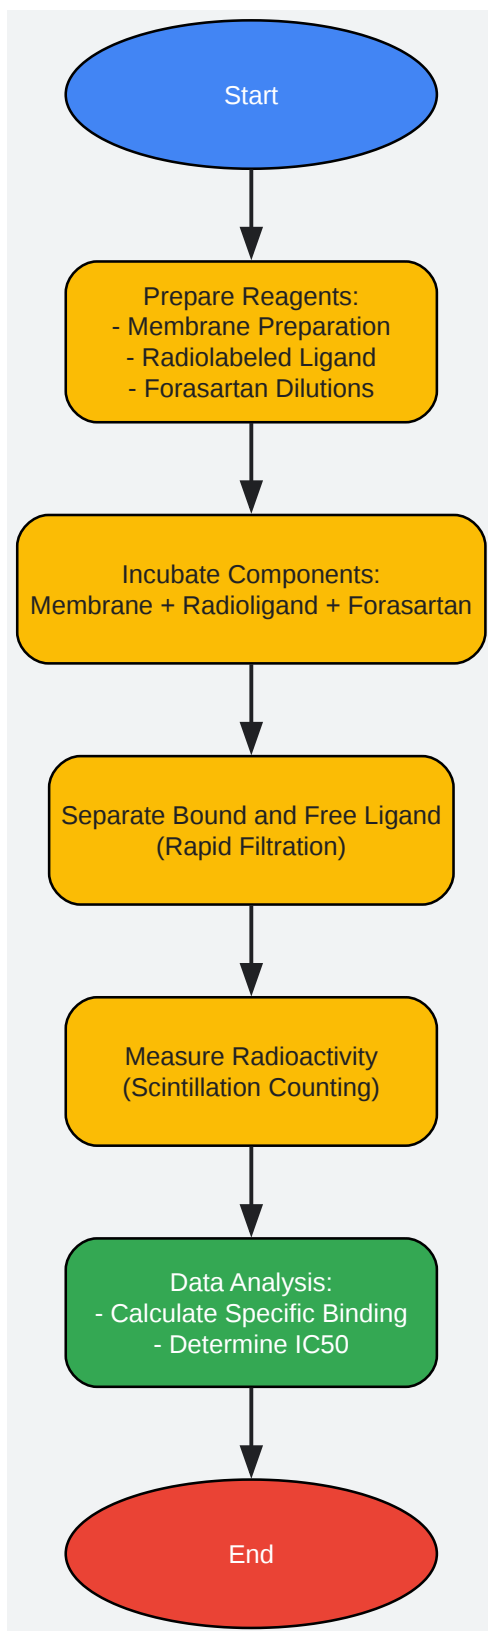 Start
Prepare Reagents:
- Membrane Preparation
- Radiolabeled Ligand
- Forasartan Dilutions
Incubate Components:
Membrane + Radioligand + Forasartan
Separate Bound and Free Ligand
(Rapid Filtration)
Measure Radioactivity
(Scintillation Counting)
Data Analysis:
- Calculate Specific Binding
- Determine IC50
End